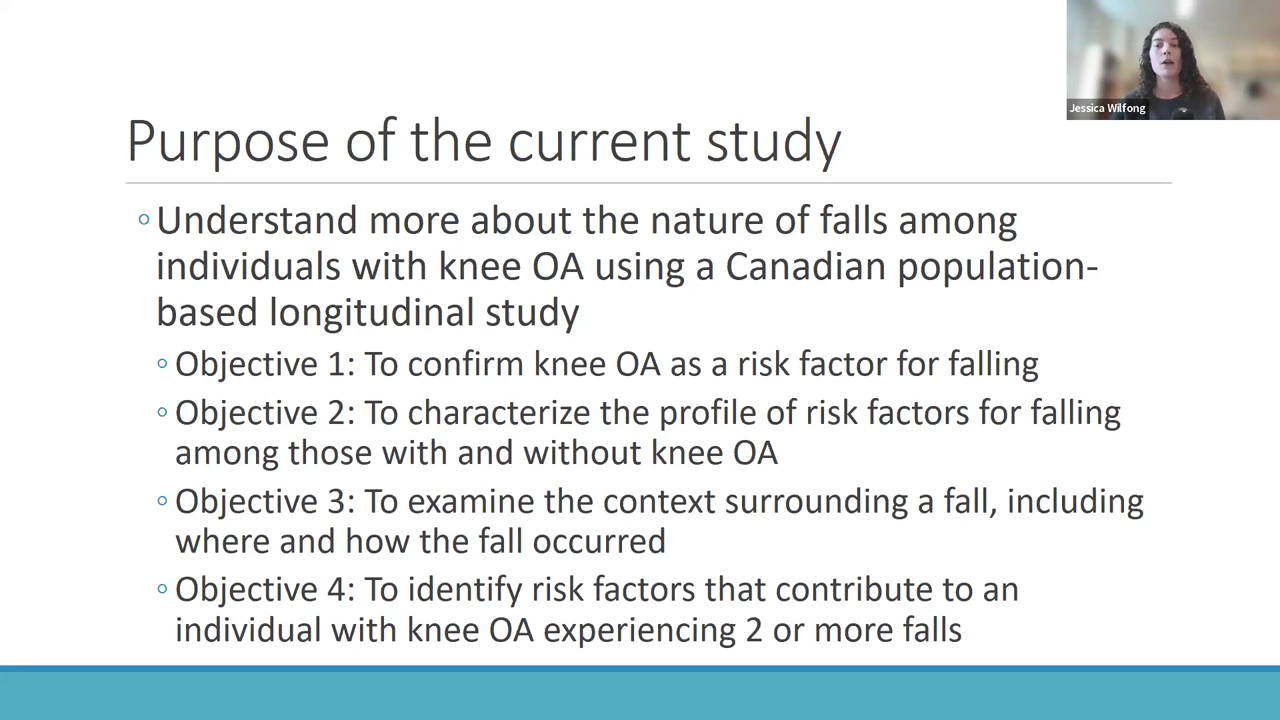 Jessica Wilfong
Purpose of the current study
Understand more about the nature of falls among
individuals with knee OA using a Canadian population-
based longitudinal study
Objective 1: To confirm knee OA as a risk factor for falling
Objective 2: To characterize the profile of risk factors for falling
among those with and without knee OA
Objective 3: To examine the context surrounding a fall, including
where and how the fall occurred
Objective 4: To identify risk factors that contribute to an
individual with knee OA experiencing 2 or more falls